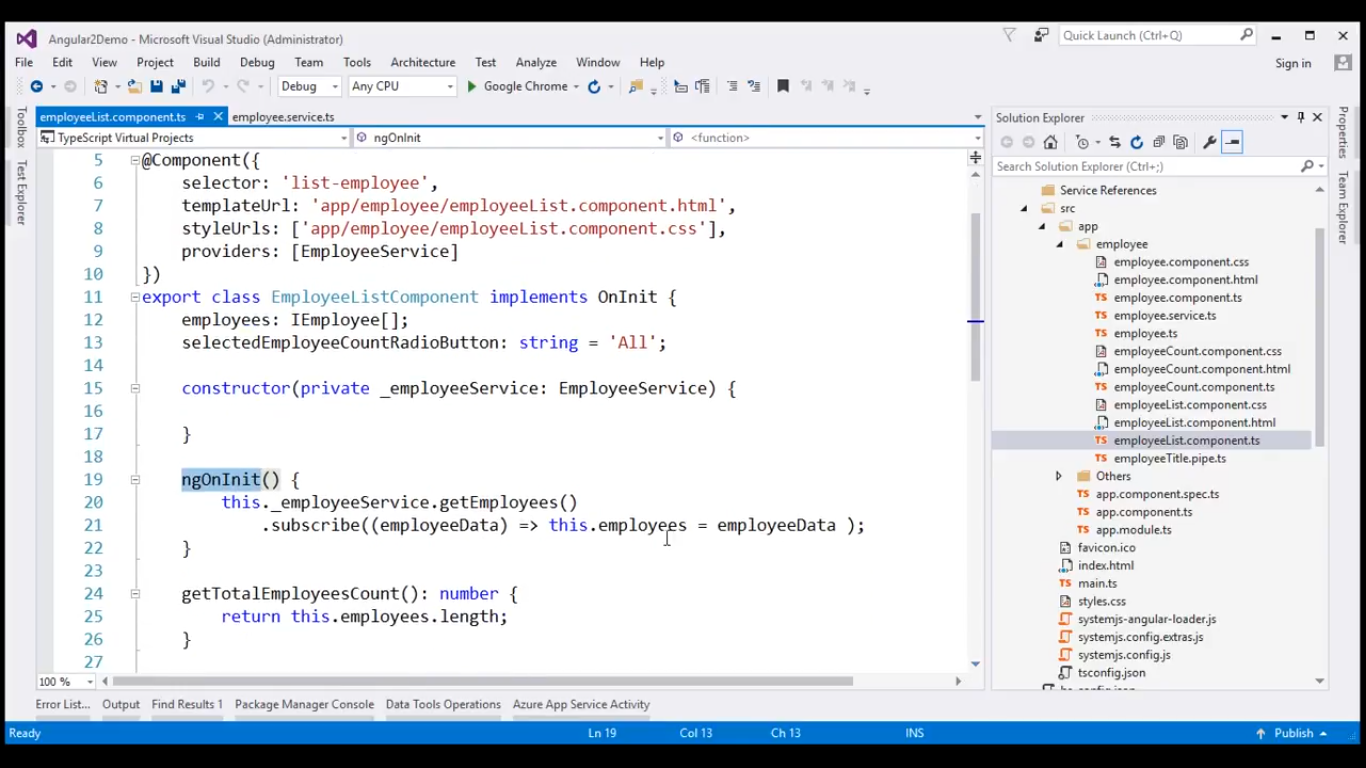 Angular2Demo - Microsoft Visual Studio (Administrator)
Quick Launch (Ctrl+Q)
File Edit View Project Build Debug Team Tools Architecture Test Analyze Window Help
Sign in
Debug Any CPU Google Chrome
Toolbox
Test Explorer
employeeList.component.ts employee.service.ts
TypeScript Virtual Projects ngOnInit <function>
5 @Component({
6 selector: 'list-employee',
7 templateUrl: 'app/employee/employeeList.component.html',
8 styleUrls: ['app/employee/employeeList.component.css'],
9 providers: [EmployeeService]
10 })
11 export class EmployeeListComponent implements OnInit {
12 employees: IEmployee[];
13 selectedEmployeeCountRadioButton: string = 'All';
14
15 constructor(private _employeeService: EmployeeService) {
16
17 }
18
19 ngOnInit() {
20 this._employeeService.getEmployees()
21 .subscribe((employeeData) => this.employees = employeeData );
22 }
23
24 getTotalEmployeesCount(): number {
25 return this.employees.length;
26 }
27
100 %
Solution Explorer
Search Solution Explorer (Ctrl+;)
Service References
src
app
employee
employee.component.css
employee.component.html
employee.component.ts
employee.service.ts
employee.ts
employeeCount.component.css
employeeCount.component.html
employeeCount.component.ts
employeeList.component.css
employeeList.component.html
employeeList.component.ts
employeeTitle.pipe.ts
Others
app.component.spec.ts
app.component.ts
app.module.ts
favicon.ico
index.html
main.ts
styles.css
systemjs-angular-loader.js
systemjs.config.extras.js
systemjs.config.js
tsconfig.json
Properties
Team Explorer
Error List... Output Find Results 1 Package Manager Console Data Tools Operations Azure App Service Activity
Ready Ln 19 Col 13 Ch 13 INS Publish